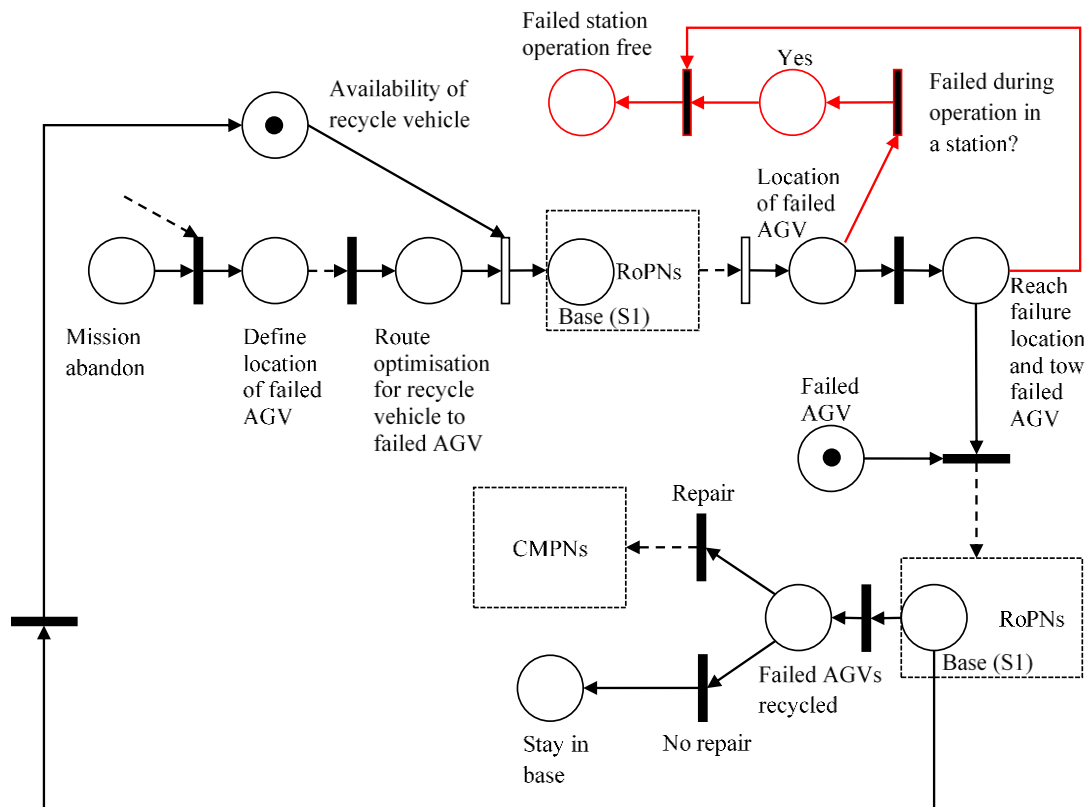 Failed station
operation free
Yes
Failed during
operation in
a station?
Availability of
recycle vehicle
Location
of failed
AGV
RoPNs
Base (S1)
Mission
abandon
Define
location
of failed
AGV
Route
optimisation
for recycle
vehicle to
failed AGV
Reach
failure
location
and tow
failed
AGV
Failed
AGV
Repair
CMPNs
RoPNs
Base (S1)
Failed AGVs
recycled
Stay in
base
No repair